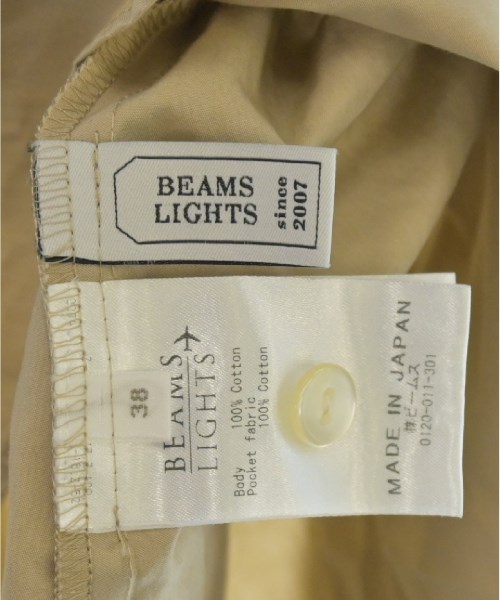 BEAMS
LIGHTS
since
2007
38
BEAMS
LIGHTS
Body 100% Cotton
Pocket fabric 100% Cotton
MADE IN JAPAN
㈱ビームス
0120-011-301